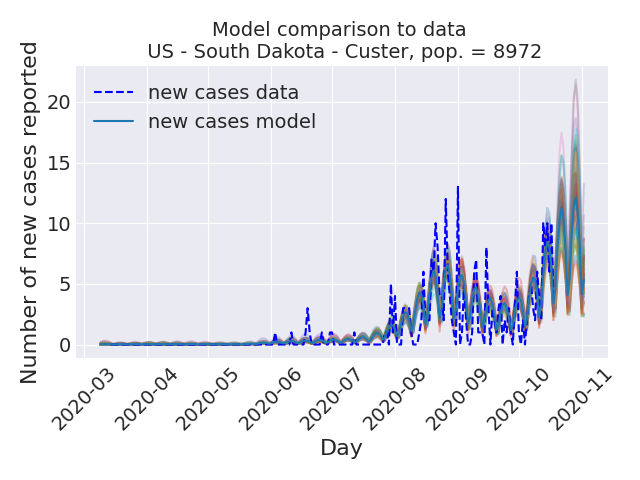 Model comparison to data
US - South Dakota - Custer, pop. = 8972
Number of new cases reported
new cases data
new cases model
20
15
10
5
0
2020-03
2020-04
2020-05
2020-06
2020-07
2020-08
2020-09
2020-10
2020-11
Day